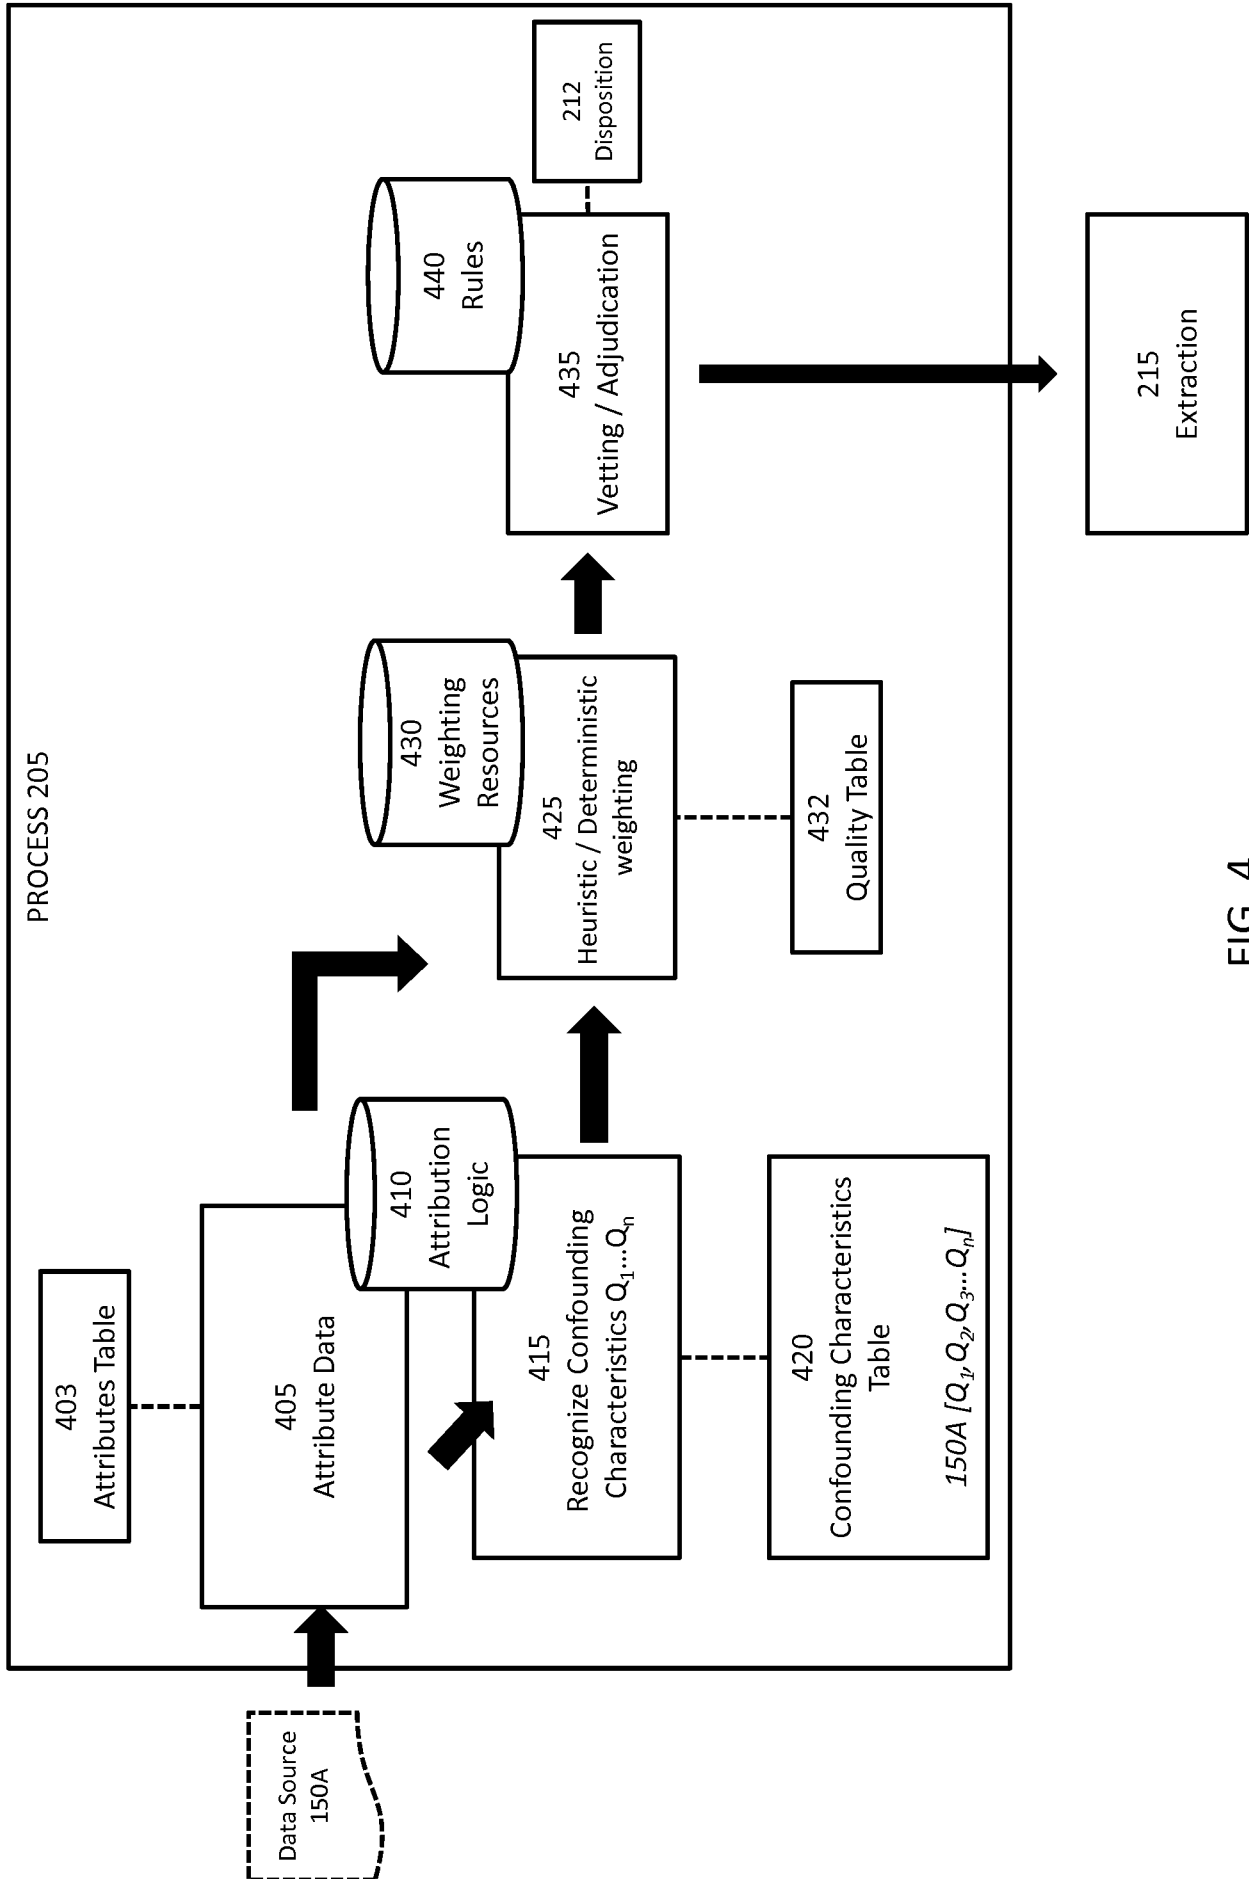 PROCESS 205
Data Source
150A
403
Attributes Table
405
Attribute Data
410
Attribution
Logic
415
Recognize Confounding
Characteristics Q1...Qn
420
Confounding Characteristics
Table
150A [Q1, Q2, Q3...Qn]
430
Weighting
Resources
425
Heuristic / Deterministic
weighting
432
Quality Table
440
Rules
435
Vetting / Adjudication
212
Disposition
215
Extraction
FIG. 4